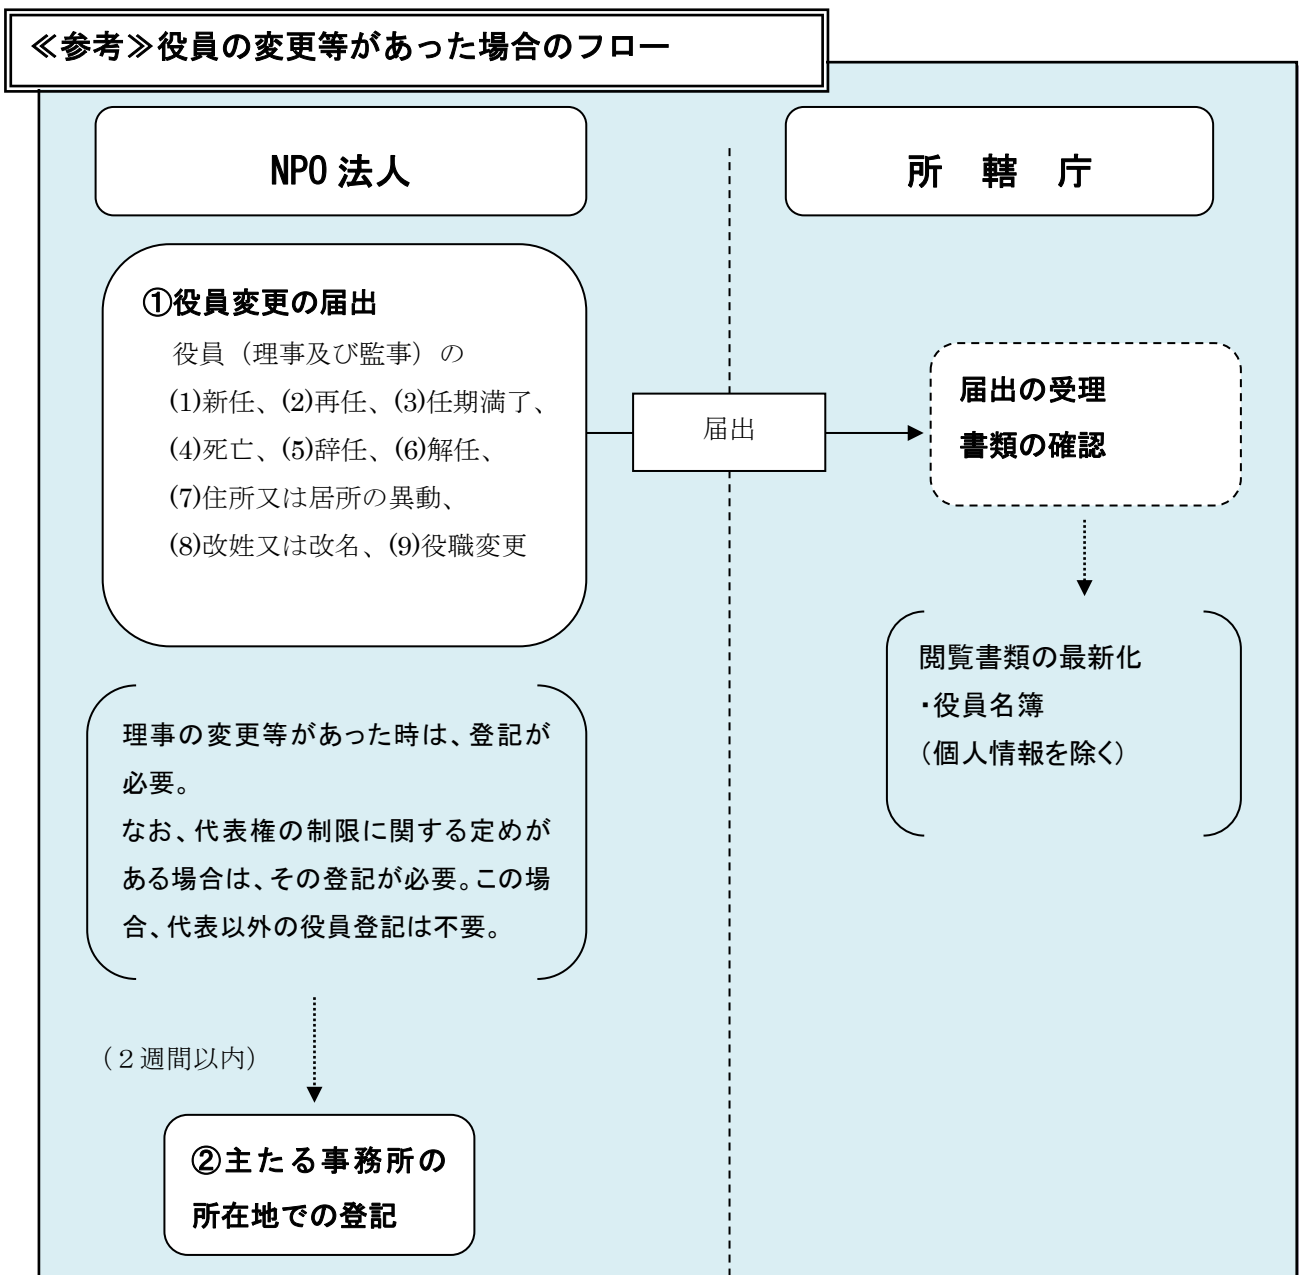 ≪参考≫役員の変更等があった場合のフロー
NPO法人
所 轄 庁
①役員変更の届出
役員（理事及び監事）の
(1)新任、(2)再任、(3)任期満了、
(4)死亡、(5)辞任、(6)解任、
(7)住所又は居所の異動、
(8)改姓又は改名、(9)役職変更
届出
届出の受理
書類の確認
閲覧書類の最新化
・役員名簿
（個人情報を除く）
理事の変更等があった時は、登記が
必要。
なお、代表権の制限に関する定めが
ある場合は、その登記が必要。この場
合、代表以外の役員登記は不要。
（２週間以内）
②主たる事務所の
所在地での登記